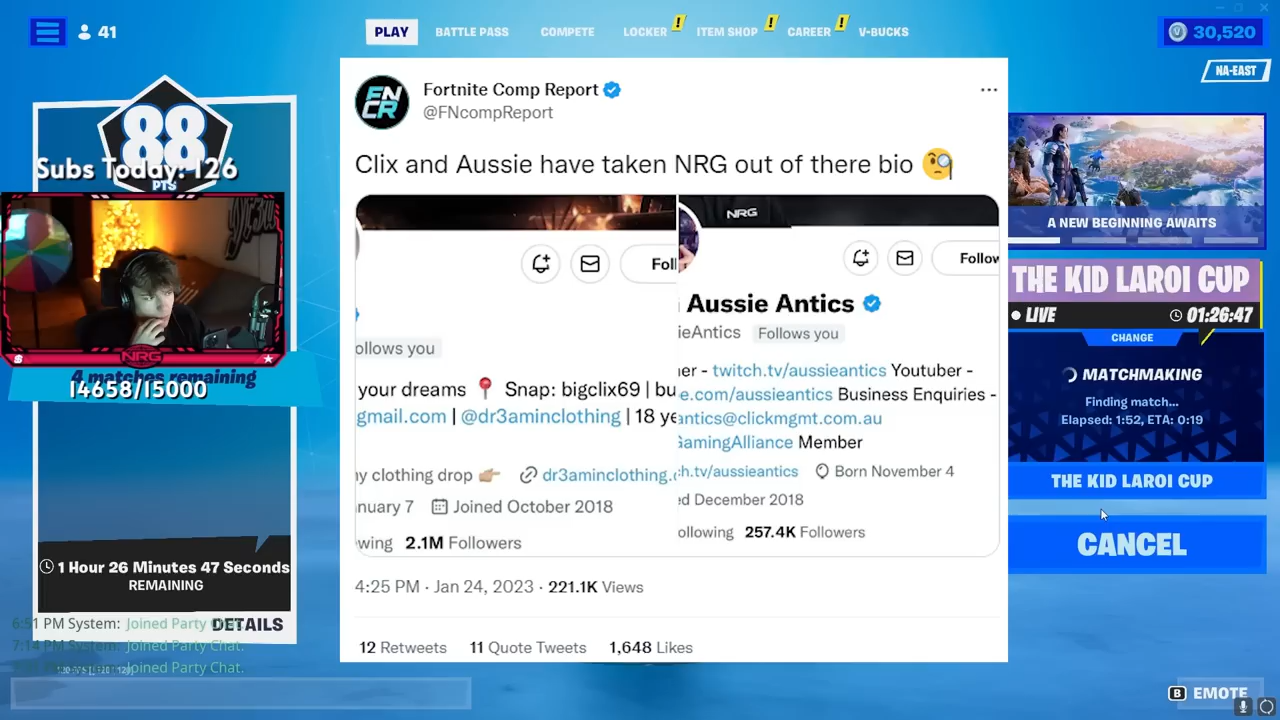 41
PLAY
BATTLE PASS
COMPETE
LOCKER
!
ITEM SHOP
!
CAREER
!
V-BUCKS
30,520
NA-EAST
88
PTS
Subs Today: 126
NRG
4 matches remaining
14658/15000
1 Hour 26 Minutes 47 Seconds
REMAINING
DETAILS
6:51 PM System: Joined Party Chat.
7:14 PM System: Joined Party Chat.
System: Joined Party Chat.
FNCR
Fortnite Comp Report
@FNcompReport
Clix and Aussie have taken NRG out of there bio 🧐
Foll
ollows you
your dreams 📍 Snap: bigclix69 | bu
gmail.com | @dr3aminclothing | 18 ye
y clothing drop 👉 dr3aminclothing.
nuary 7 Joined October 2018
wing 2.1M Followers
NRG
Follow
Aussie Antics
ieAntics Follows you
er - twitch.tv/aussieantics Youtuber -
e.com/aussieantics Business Enquiries -
antics@clickmgmt.com.au
GamingAlliance Member
h.tv/aussieantics Born November 4
ed December 2018
ollowing 257.4K Followers
4:25 PM · Jan 24, 2023 · 221.1K Views
12 Retweets 11 Quote Tweets 1,648 Likes
A NEW BEGINNING AWAITS
THE KID LAROI CUP
LIVE 01:26:47
CHANGE
MATCHMAKING
Finding match...
Elapsed: 1:52, ETA: 0:19
THE KID LAROI CUP
CANCEL
B EMOTE